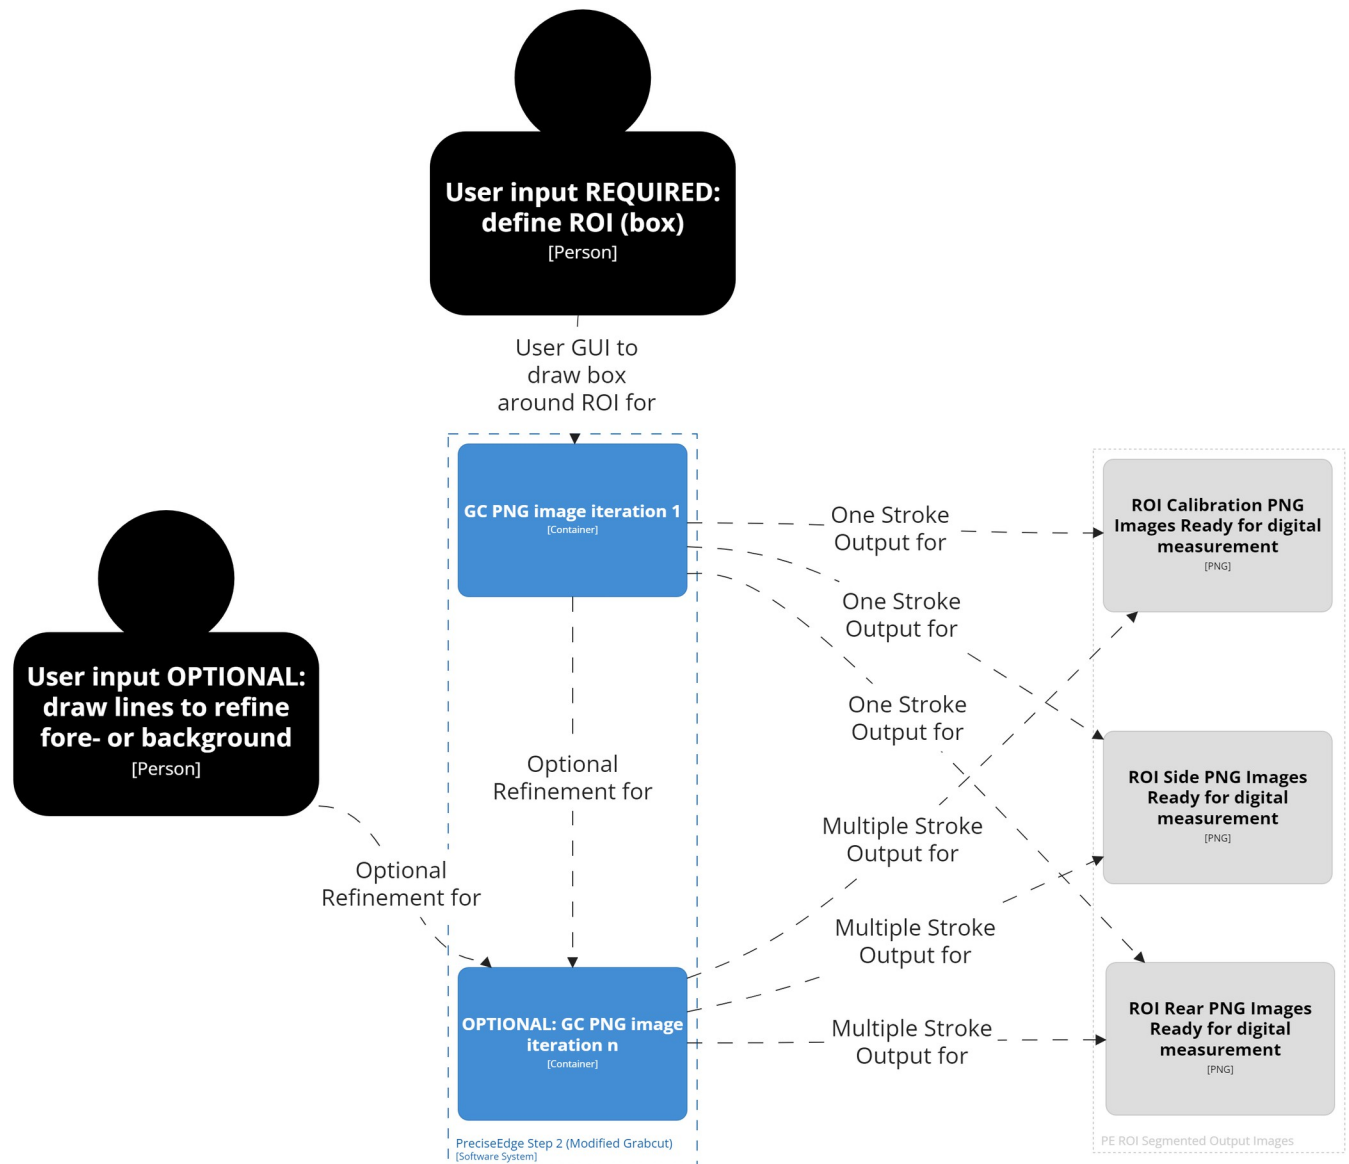 User input REQUIRED:
define ROI (box)
[Person]
User GUI to
draw box
around ROI for
GC PNG image iteration 1
[Container]
One Stroke
Output for
ROI Calibration PNG
Images Ready for digital
measurement
[PNG]
One Stroke
Output for
User input OPTIONAL:
draw lines to refine
fore- or background
[Person]
One Stroke
Output for
Optional
Refinement for
ROI Side PNG Images
Ready for digital
measurement
[PNG]
Multiple Stroke
Output for
Optional
Refinement for
Multiple Stroke
Output for
OPTIONAL: GC PNG image
iteration n
[Container]
Multiple Stroke
Output for
ROI Rear PNG Images
Ready for digital
measurement
[PNG]
PreciseEdge Step 2 (Modified Grabcut)
[Software System]
PE ROI Segmented Output Images